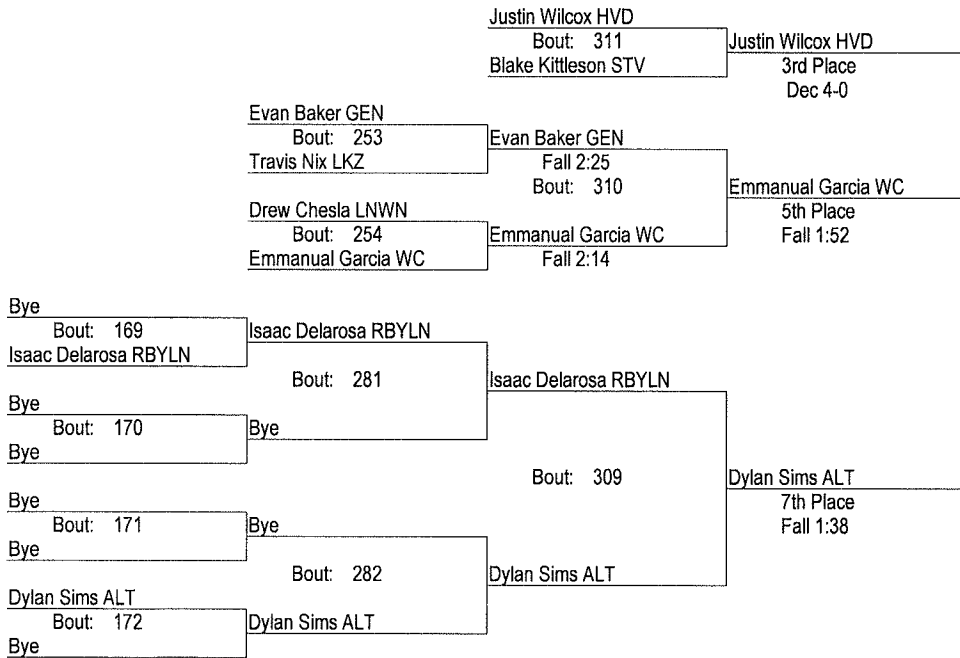 Justin Wilcox HVD
Bout: 311
Blake Kittleson STV
Justin Wilcox HVD
3rd Place
Dec 4-0
Evan Baker GEN
Bout: 253
Travis Nix LKZ
Evan Baker GEN
Fall 2:25
Bout: 310
Drew Chesla LNWN
Bout: 254
Emmanual Garcia WC
Emmanual Garcia WC
Fall 2:14
Emmanual Garcia WC
5th Place
Fall 1:52
Bye
Bout: 169
Isaac Delarosa RBYLN
Isaac Delarosa RBYLN
Bout: 281
Bye
Bout: 170
Bye
Bye
Isaac Delarosa RBYLN
Bout: 309
Bye
Bout: 171
Bye
Bye
Bout: 282
Dylan Sims ALT
Bout: 172
Bye
Dylan Sims ALT
Dylan Sims ALT
Dylan Sims ALT
7th Place
Fall 1:38